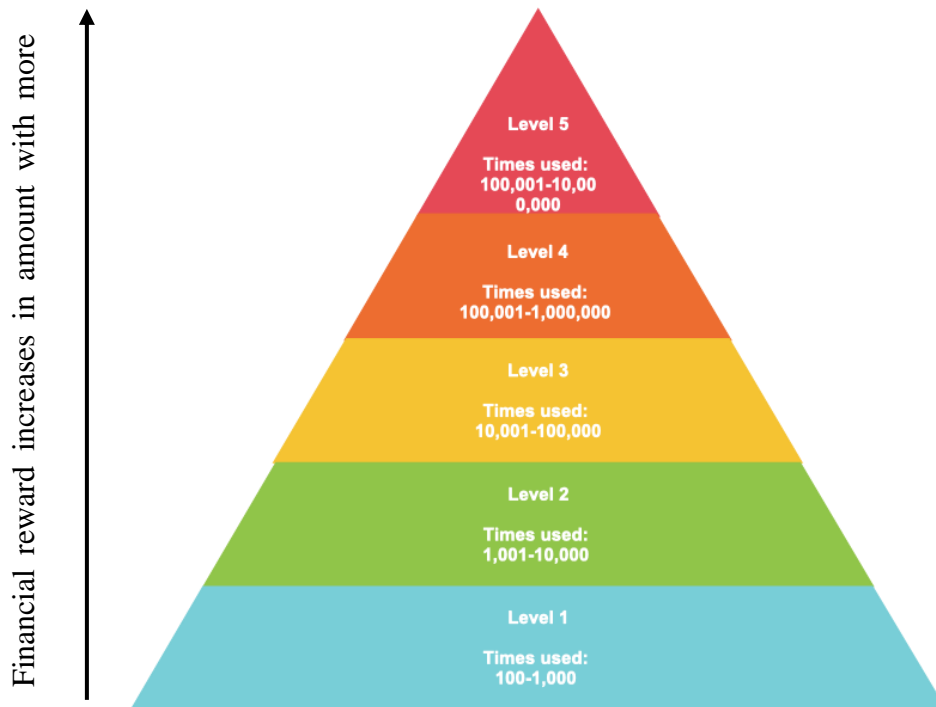 Financial reward increases in amount with more
Level 5
Times used:
100,001-10,00
0,000
Level 4
Times used:
100,001-1,000,000
Level 3
Times used:
10,001-100,000
Level 2
Times used:
1,001-10,000
Level 1
Times used:
100-1,000